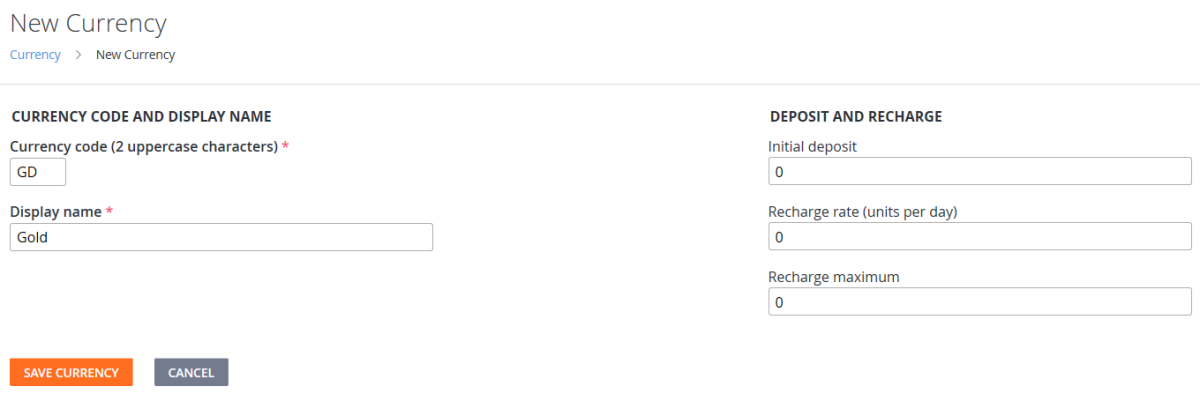 New Currency
Currency > New Currency
CURRENCY CODE AND DISPLAY NAME
Currency code (2 uppercase characters) *
GD
Display name *
Gold
DEPOSIT AND RECHARGE
Initial deposit
0
Recharge rate (units per day)
0
Recharge maximum
0
SAVE CURRENCY
CANCEL